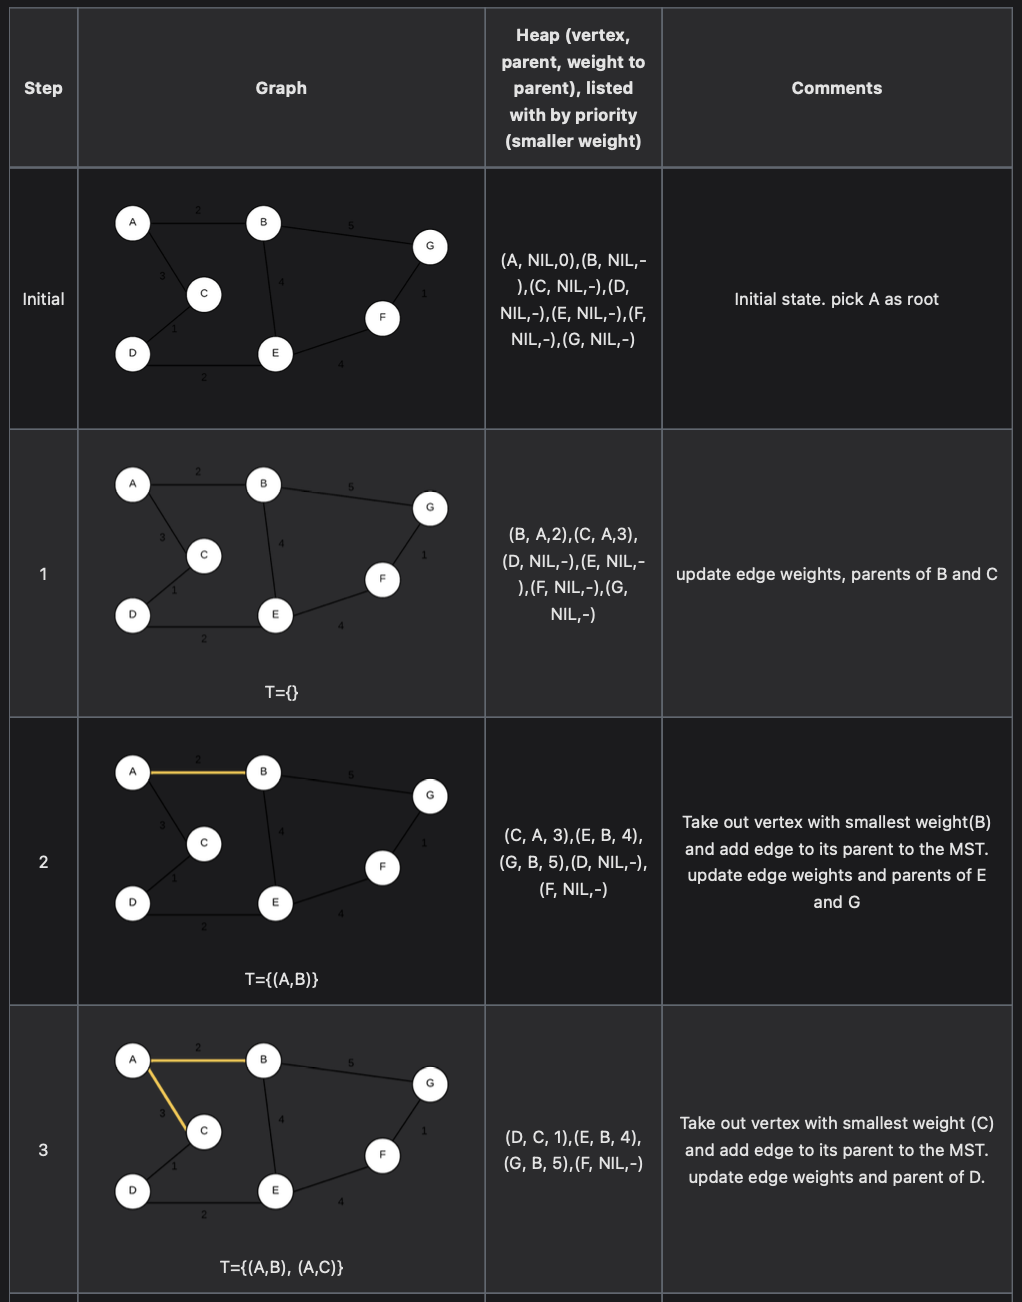 Step
Graph
Heap (vertex,
parent, weight to
parent), listed
with by priority
(smaller weight)
Comments
Initial
A
2
B
5
G
3
C
4
1
F
1
D
E
4
2
(A, NIL,0),(B, NIL,-
),(C, NIL,-),(D,
NIL,-),(E, NIL,-),(F,
NIL,-),(G, NIL,-)
Initial state. pick A as root
1
A
2
B
5
G
3
C
4
1
F
1
D
E
4
2
T={}
(B, A,2),(C, A,3),
(D, NIL,-),(E, NIL,-
),(F, NIL,-),(G,
NIL,-)
update edge weights, parents of B and C
2
A
2
B
5
G
3
C
4
1
F
1
D
E
4
2
T={(A,B)}
(C, A, 3),(E, B, 4),
(G, B, 5),(D, NIL,-),
(F, NIL,-)
Take out vertex with smallest weight(B)
and add edge to its parent to the MST.
update edge weights and parents of E
and G
3
A
2
B
5
G
3
C
4
1
F
1
D
E
4
2
T={(A,B), (A,C)}
(D, C, 1),(E, B, 4),
(G, B, 5),(F, NIL,-)
Take out vertex with smallest weight (C)
and add edge to its parent to the MST.
update edge weights and parent of D.